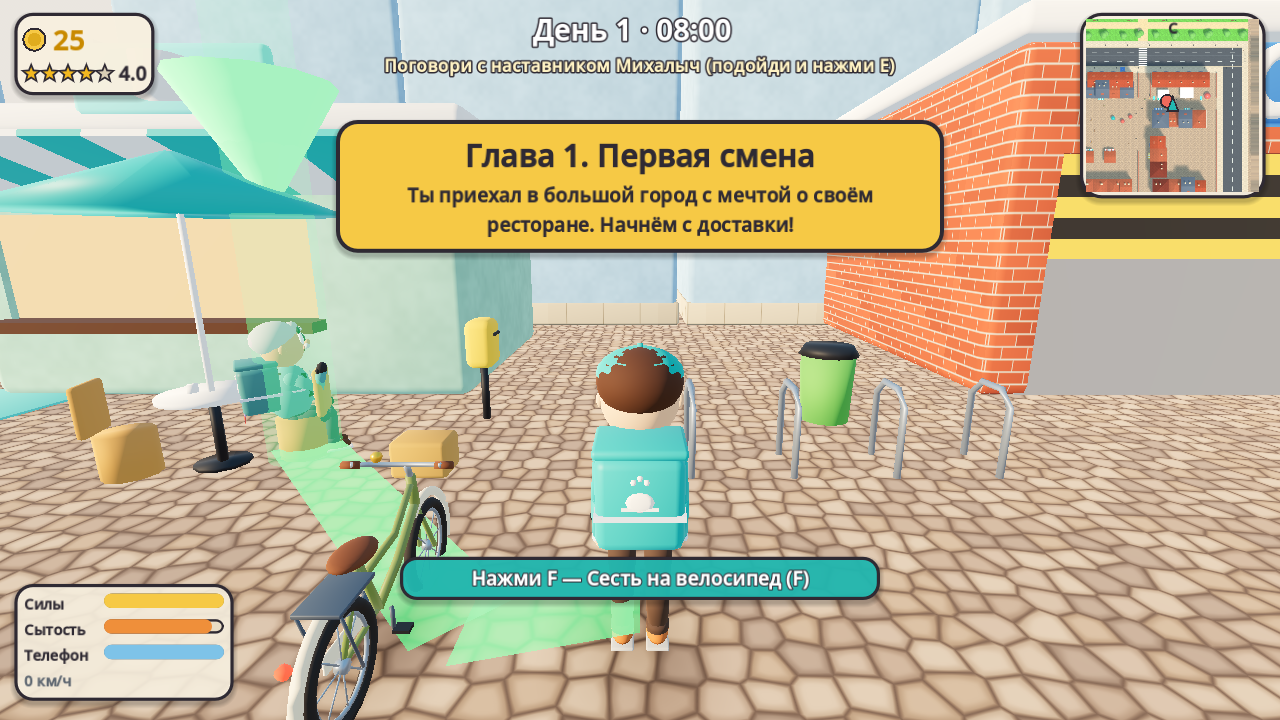 25
4.0
День 1 · 08:00
Поговори с наставником Михалыч (подойди и нажми E)
С
Глава 1. Первая смена
Ты приехал в большой город с мечтой о своём
ресторане. Начнём с доставки!
Нажми F — Сесть на велосипед (F)
Силы
Сытость
Телефон
0 км/ч